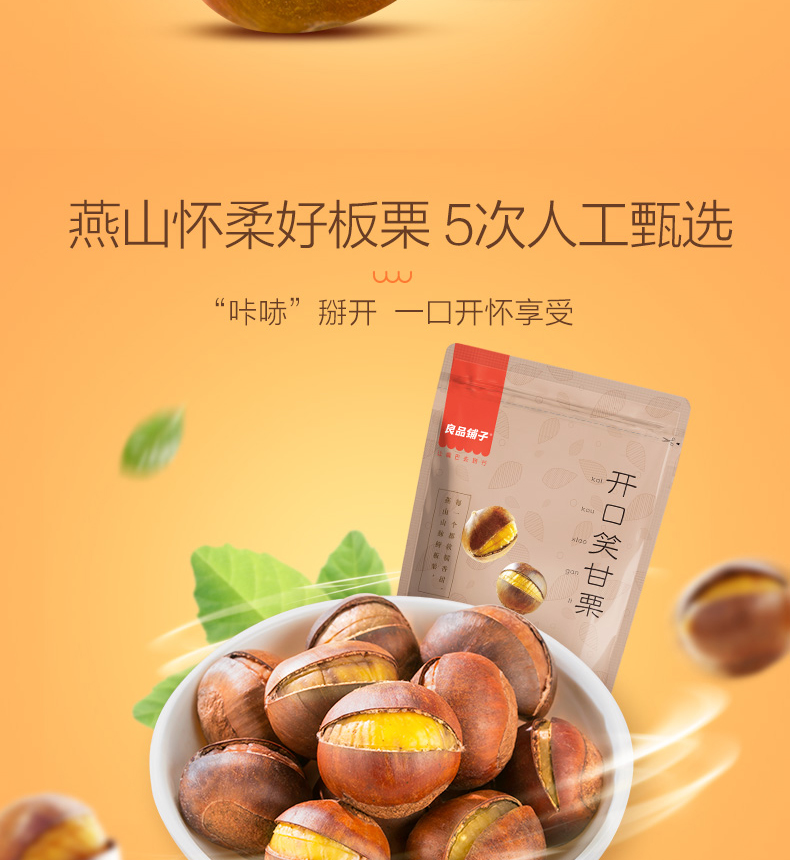 燕山怀柔好板栗 5次人工甄选
“咔哧”掰开 一口开怀享受
良品铺子
开口笑甘栗
kai
kou
xiao
gan
li